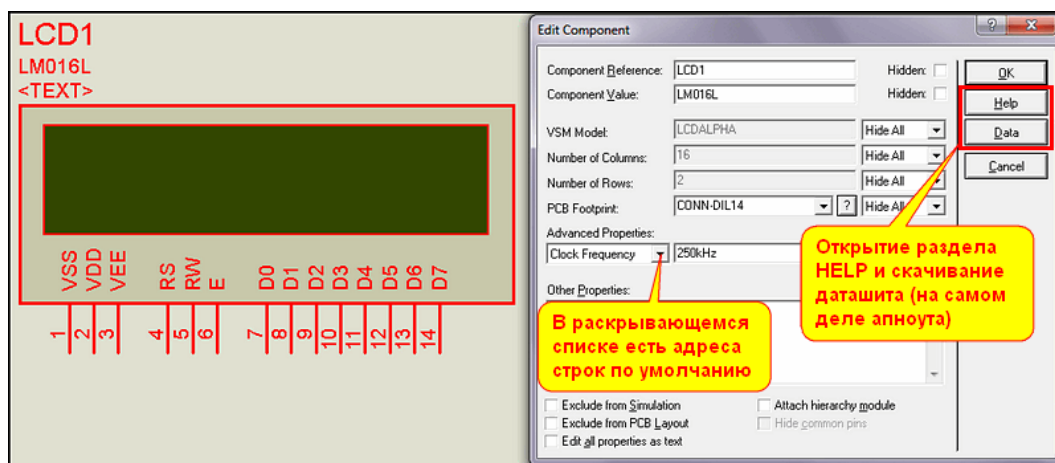 LCD1
LM016L
<TEXT>
VSS
VDD
VEE
RS
RW
E
D0
D1
D2
D3
D4
D5
D6
D7
1
2
3
4
5
6
7
8
9
10
11
12
13
14
Edit Component
Component Reference: LCD1 Hidden:
Component Value: LM016L Hidden:
VSM Model: LCDALPHA Hide All
Number of Columns: 16 Hide All
Number of Rows: 2 Hide All
PCB Footprint: CONN-DIL14 ? Hide All
Advanced Properties:
Clock Frequency 250kHz
Other Properties:
Exclude from Simulation Attach hierarchy module
Exclude from PCB Layout Hide common pins
Edit all properties as text
?
OK
Help
Data
Cancel
Открытие раздела
HELP и скачивание
даташита (на самом
деле апноута)
В раскрывающемся
списке есть адреса
строк по умолчанию